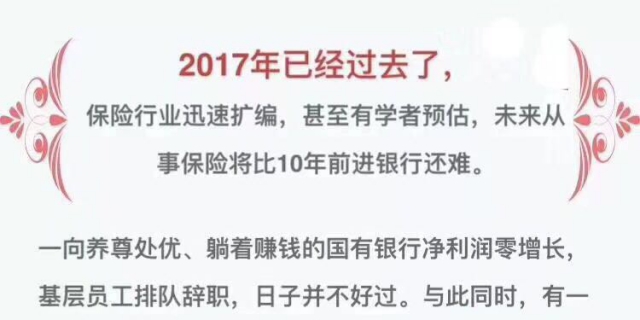 2017年已经过去了，
保险行业迅速扩编，甚至有学者预估，未来从
事保险将比10年前进银行还难。
一向养尊处优、躺着赚钱的国有银行净利润零增长，
基层员工排队辞职，日子并不好过。与此同时，有一